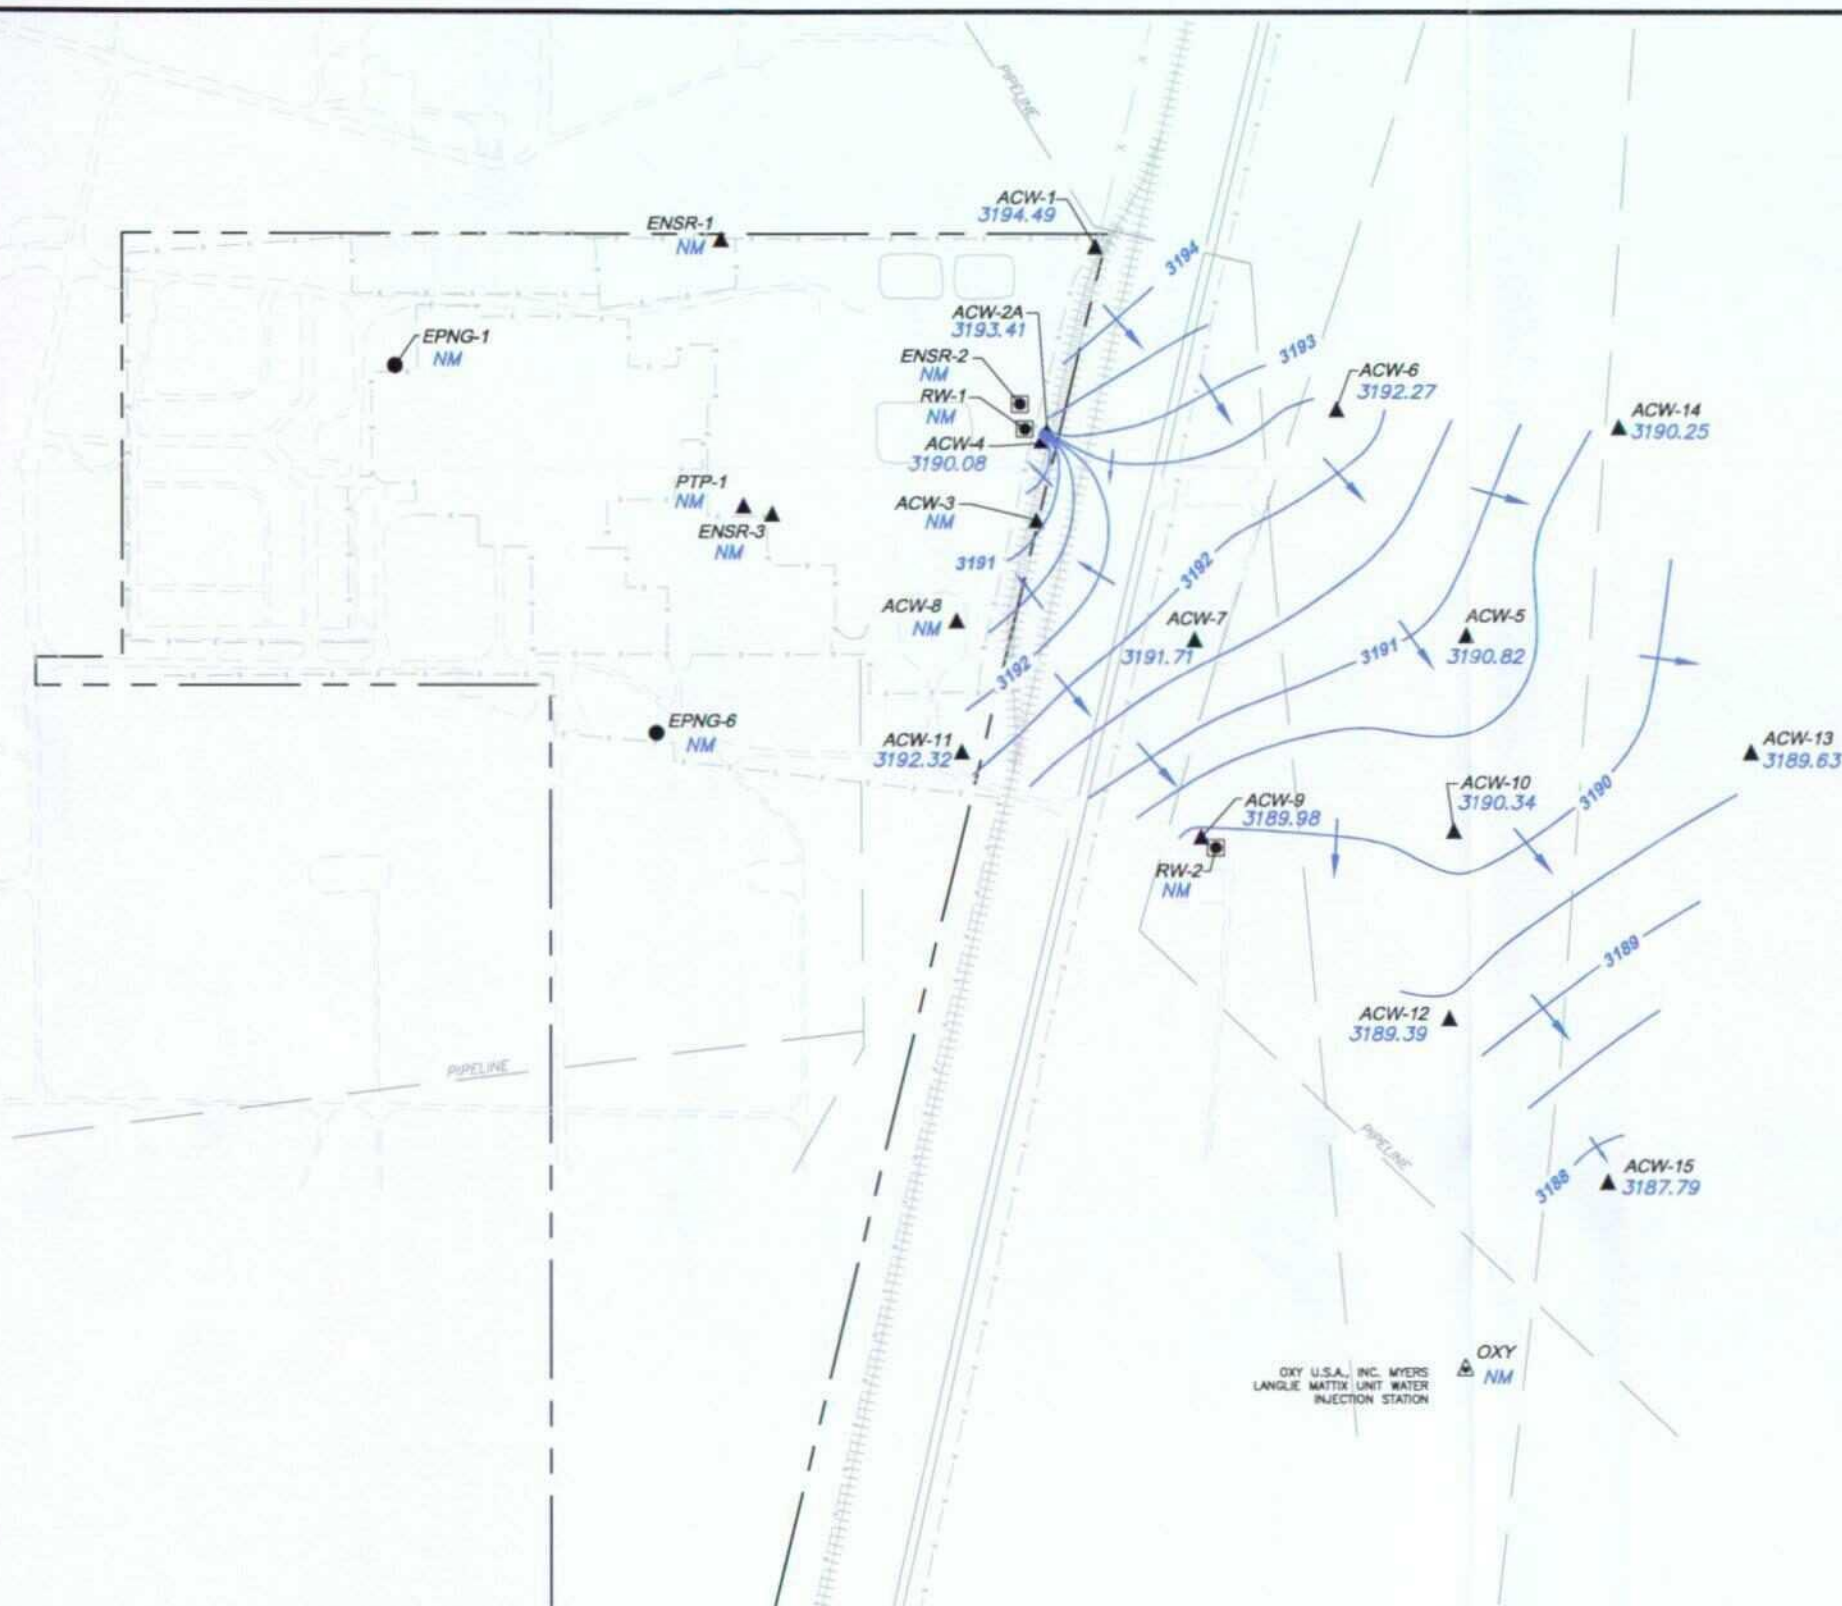 PIPELINE
ACW-1
3194.49
ENSR-1
NM
3194
ACW-2A
3193.41
EPNG-1
NM
ENSR-2
NM
3193
ACW-6
3192.27
RW-1
NM
ACW-14
3190.25
ACW-4
3190.08
PTP-1
NM
ACW-3
NM
ENSR-3
NM
3191
3192
ACW-8
NM
ACW-7
3191.71
ACW-5
3190.82
3191
3192
EPNG-6
NM
ACW-11
3192.32
ACW-13
3189.63
ACW-10
3190.34
3190
ACW-9
3189.98
RW-2
NM
3189
ACW-12
3189.39
PIPELINE
PIPELINE
ACW-15
3187.79
3188
OXY
NM
OXY U.S.A., INC. MYERS
LANGLIE MATTIX UNIT WATER
INJECTION STATION